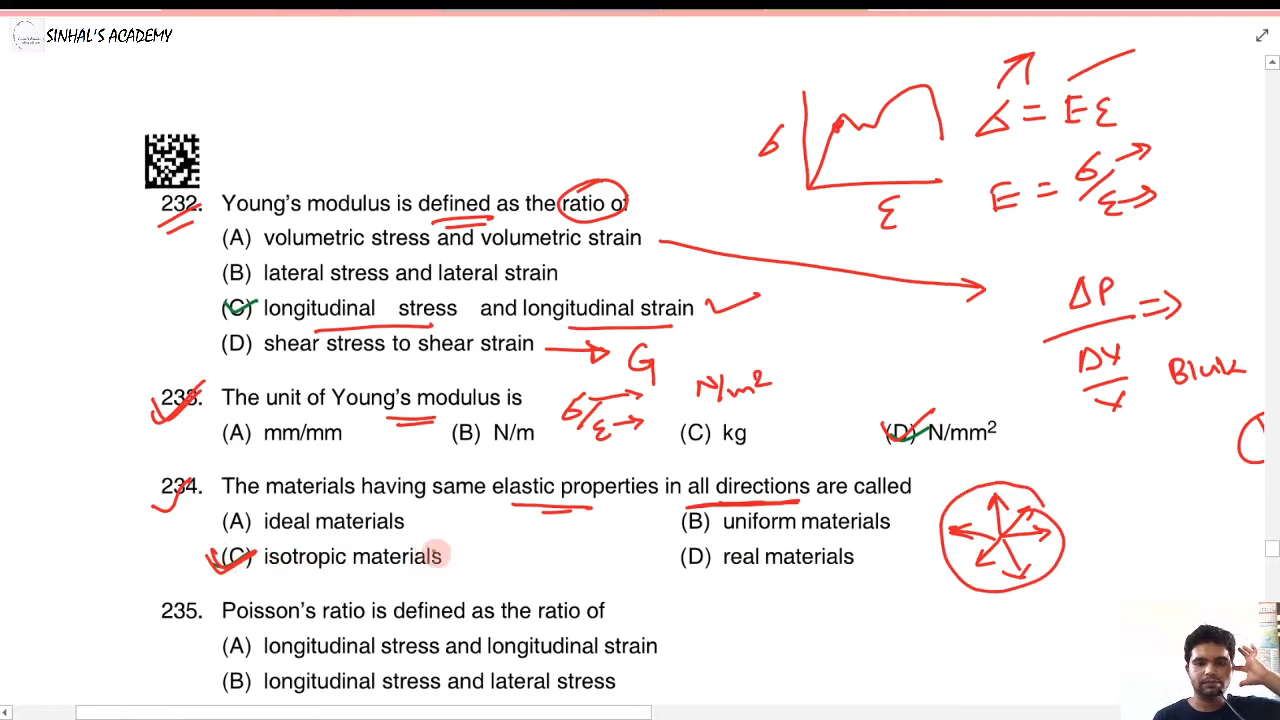 SINHAL'S ACADEMY
σ
ε
σ = Eε
E = σ/ε
232. Young's modulus is defined as the ratio of
(A) volumetric stress and volumetric strain
(B) lateral stress and lateral strain
(C) longitudinal stress and longitudinal strain
(D) shear stress to shear strain
G
ΔP
Bluk
233. The unit of Young's modulus is
σ/ε
N/m²
(A) mm/mm (B) N/m (C) kg (D) N/mm²
234. The materials having same elastic properties in all directions are called
(A) ideal materials (B) uniform materials
(C) isotropic materials (D) real materials
235. Poisson's ratio is defined as the ratio of
(A) longitudinal stress and longitudinal strain
(B) longitudinal stress and lateral stress